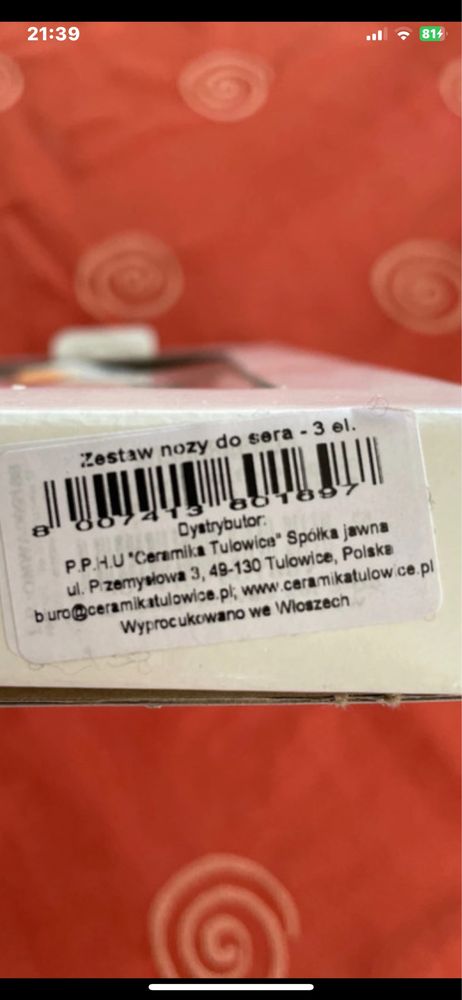 21:39
81
Zestaw nozy do sera - 3 el.
8 007413 801897
Dystrybutor:
P.P.H.U "Ceramika Tulowice" Spółka jawna
ul. Przemysłowa 3, 49-130 Tulowice, Polska
biuro@ceramikatulowice.pl; www.ceramikatulowice.pl
Wyprodukowano we Włoszech